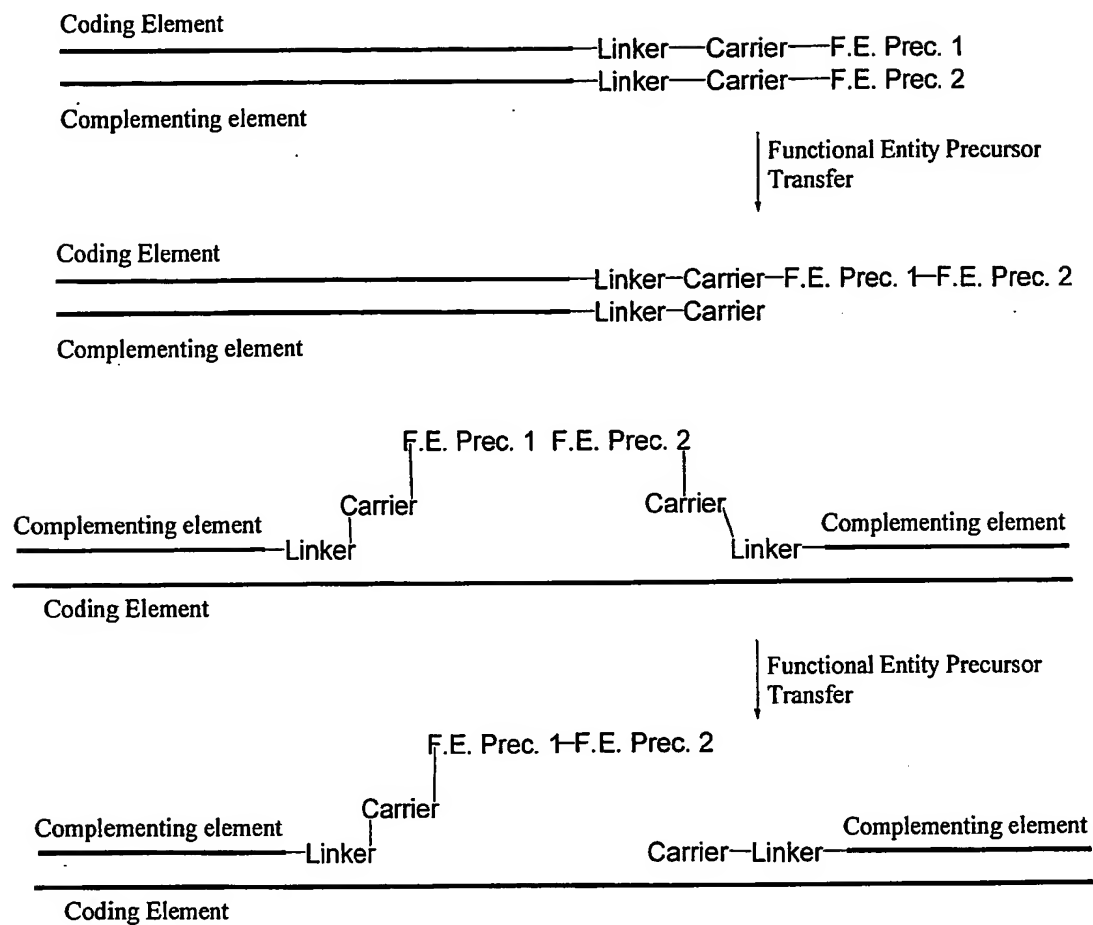 Coding Element
Linker—Carrier—F.E. Prec. 1
Linker—Carrier—F.E. Prec. 2
Complementing element
Functional Entity Precursor
Transfer
Coding Element
Linker—Carrier—F.E. Prec. 1—F.E. Prec. 2
Linker—Carrier
Complementing element
F.E. Prec. 1 F.E. Prec. 2
Carrier Carrier
Complementing element Complementing element
Linker Linker
Coding Element
Functional Entity Precursor
Transfer
F.E. Prec. 1—F.E. Prec. 2
Carrier
Complementing element Complementing element
Linker Carrier—Linker
Coding Element